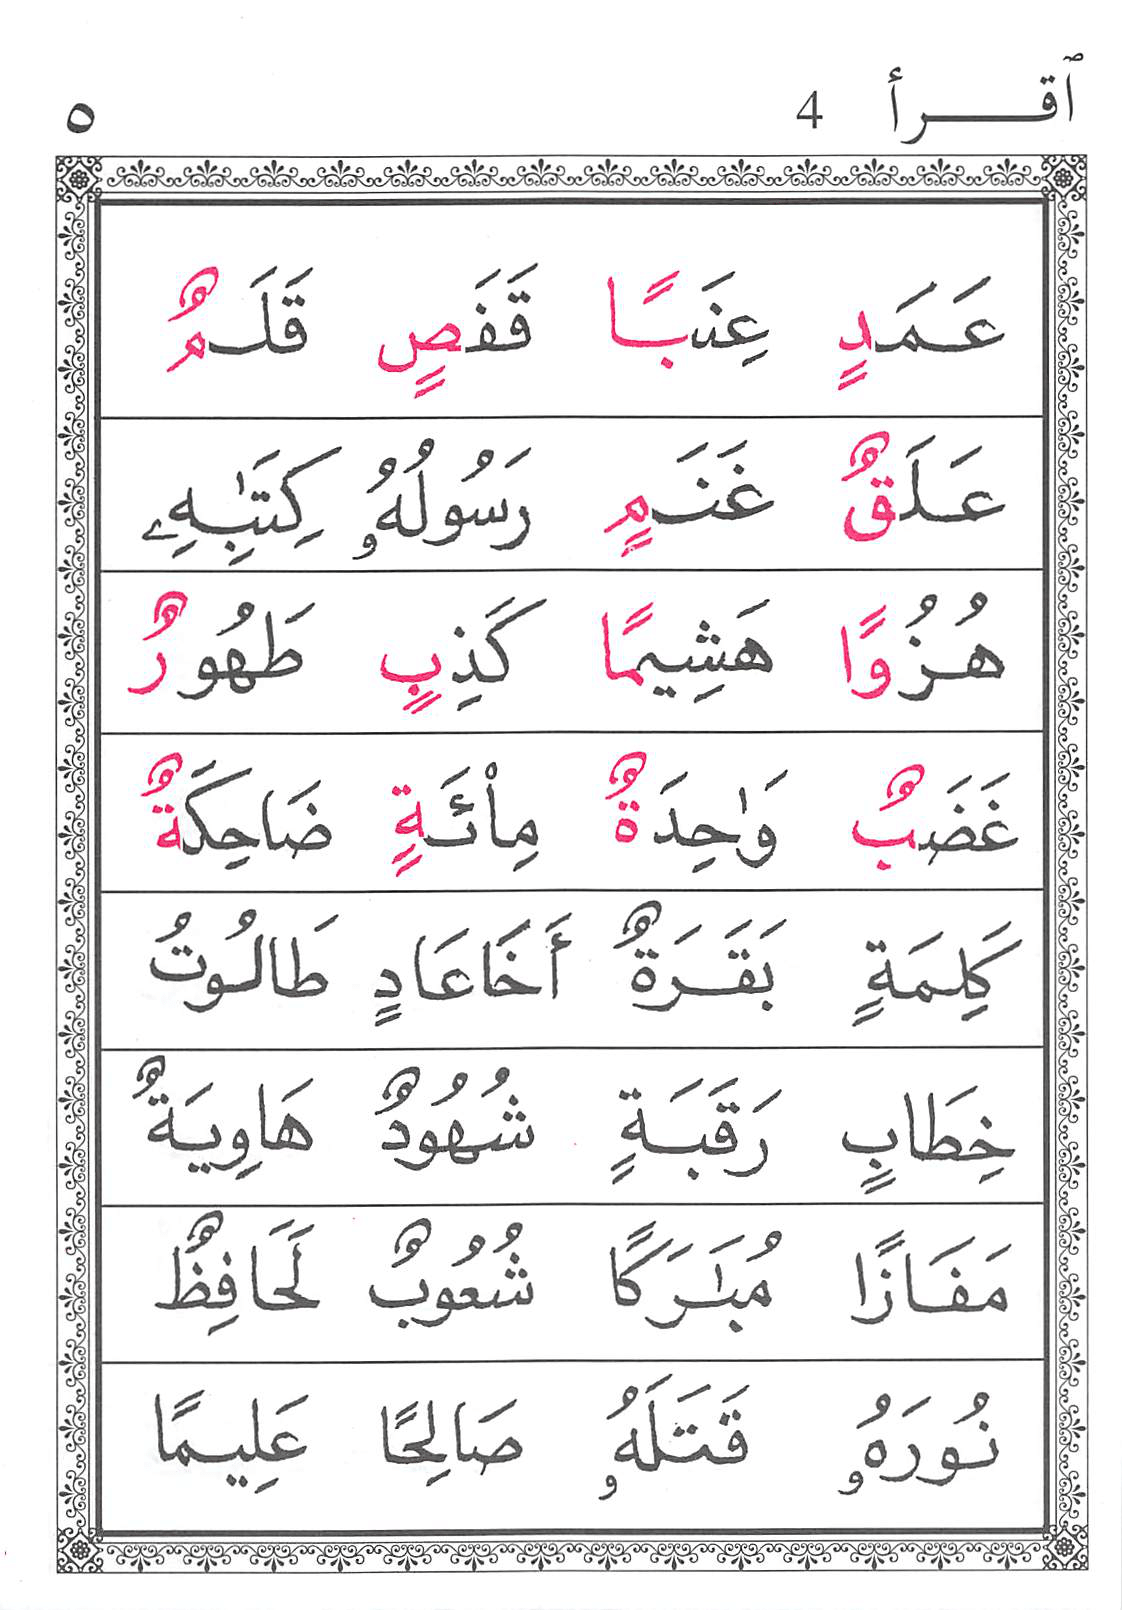 ٱقرأ 4 ٥
عَمَدٍ عِنَبًا قَفَصٍ قَلَمٌ
عَلَقٌ غَنَمٍ رَسُولُهُۥ كِتَٰبِهِۦ
هُزُوًا هَشِيمًا كَذِبٍ طَهُورٌ
غَضَبٌ وَٰحِدَةٌ مِا۟ئَةٍ ضَاحِكَةٌ
كَلِمَةٍ بَقَرَةٌ أَخَاعَادٍ طَالُوتُ
خِطَابٍ رَقَبَةٍ شُهُودٌ هَاوِيَةٌ
مَفَازًا مُبَٰرَكًا شُعُوبٌ لَحَافِظٌ
نُورَهُۥ قَتَلَهُۥ صَالِحًا عَلِيمًا